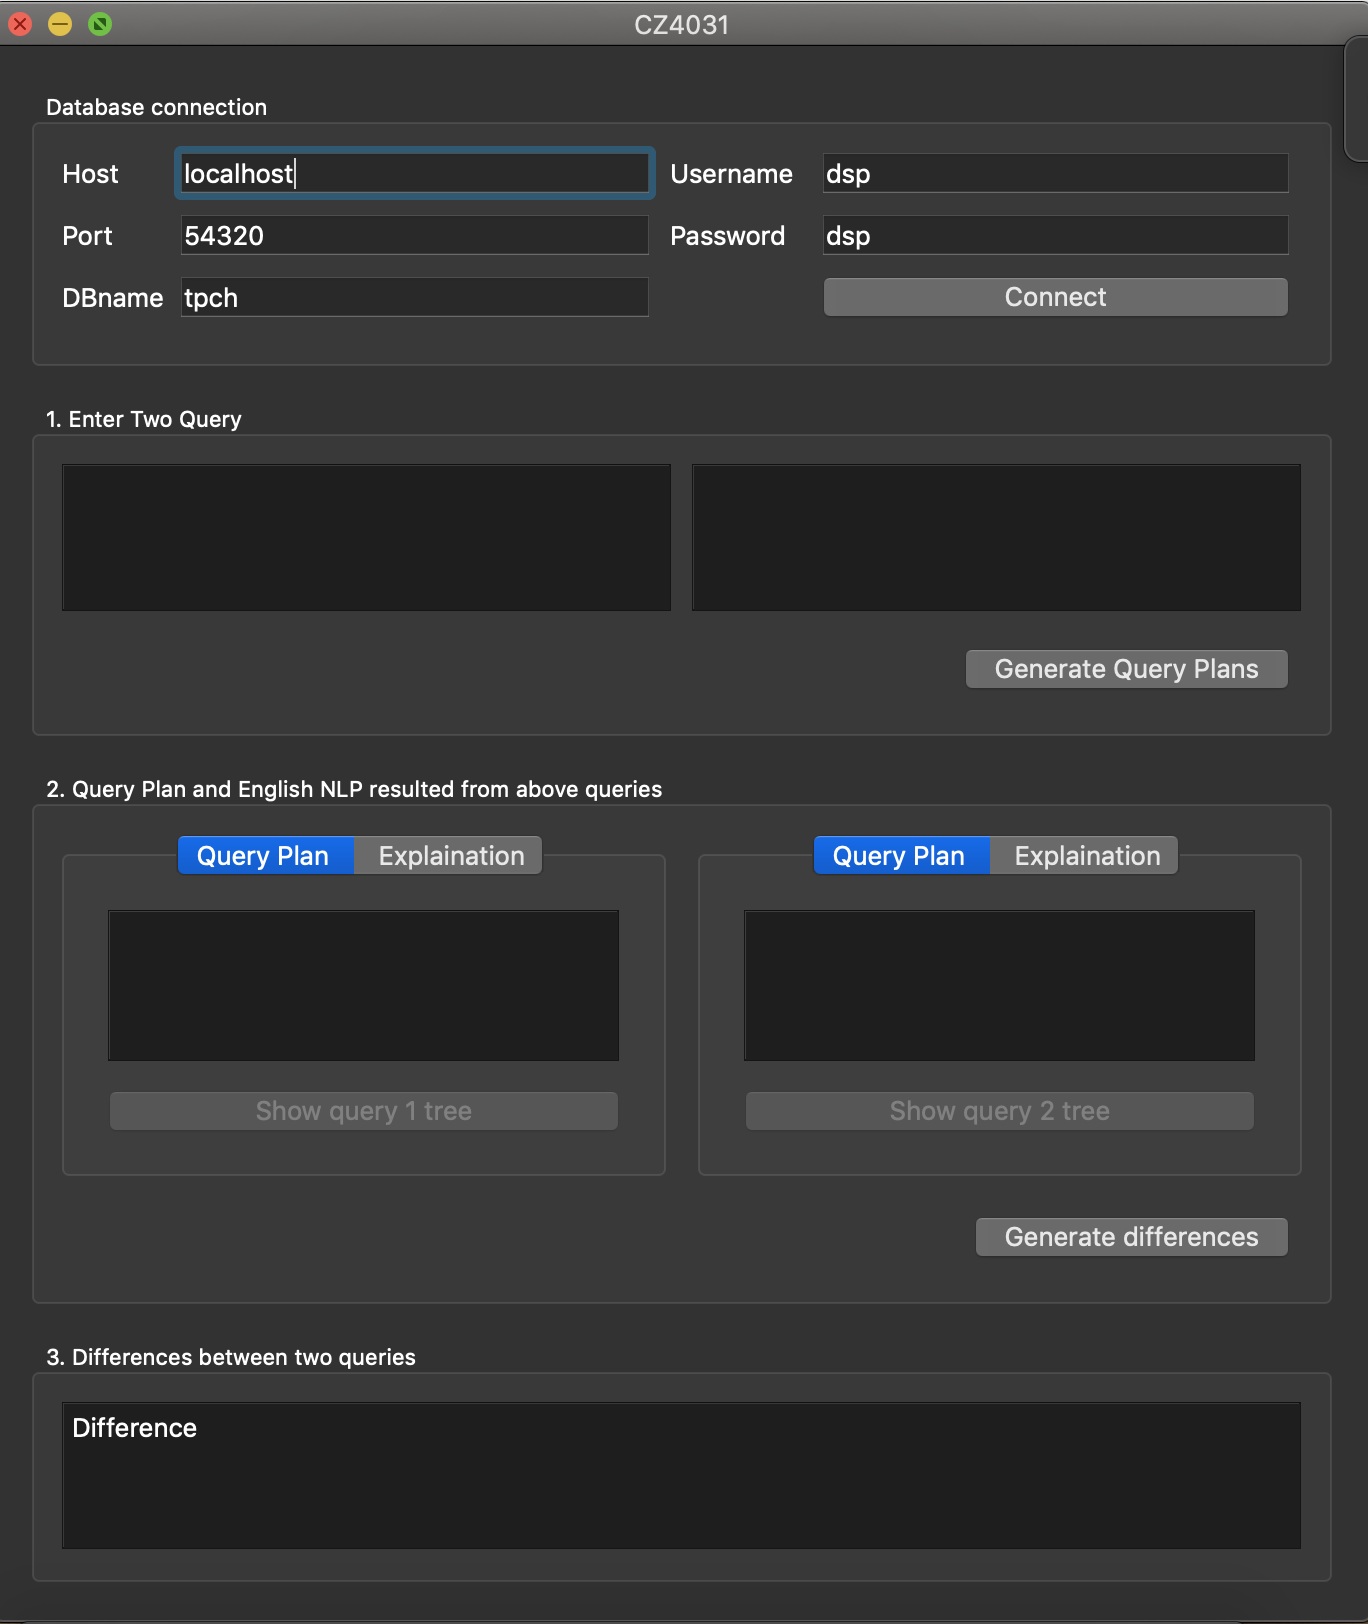 CZ4031
Database connection
Host localhost Username dsp
Port 54320 Password dsp
DBname tpch Connect
1. Enter Two Query
Generate Query Plans
2. Query Plan and English NLP resulted from above queries
Query Plan Explaination Query Plan Explaination
Show query 1 tree Show query 2 tree
Generate differences
3. Differences between two queries
Difference